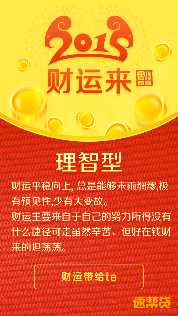 2015
财运来
理智型
财运平稳向上,总是能够未雨绸缪,极
有预见性,少有大变故。
财运主要来自于自己的努力所得没有
什么捷径可走虽然辛苦，但好在钱财
来的坦荡荡。
财运带给ta
速帮贷